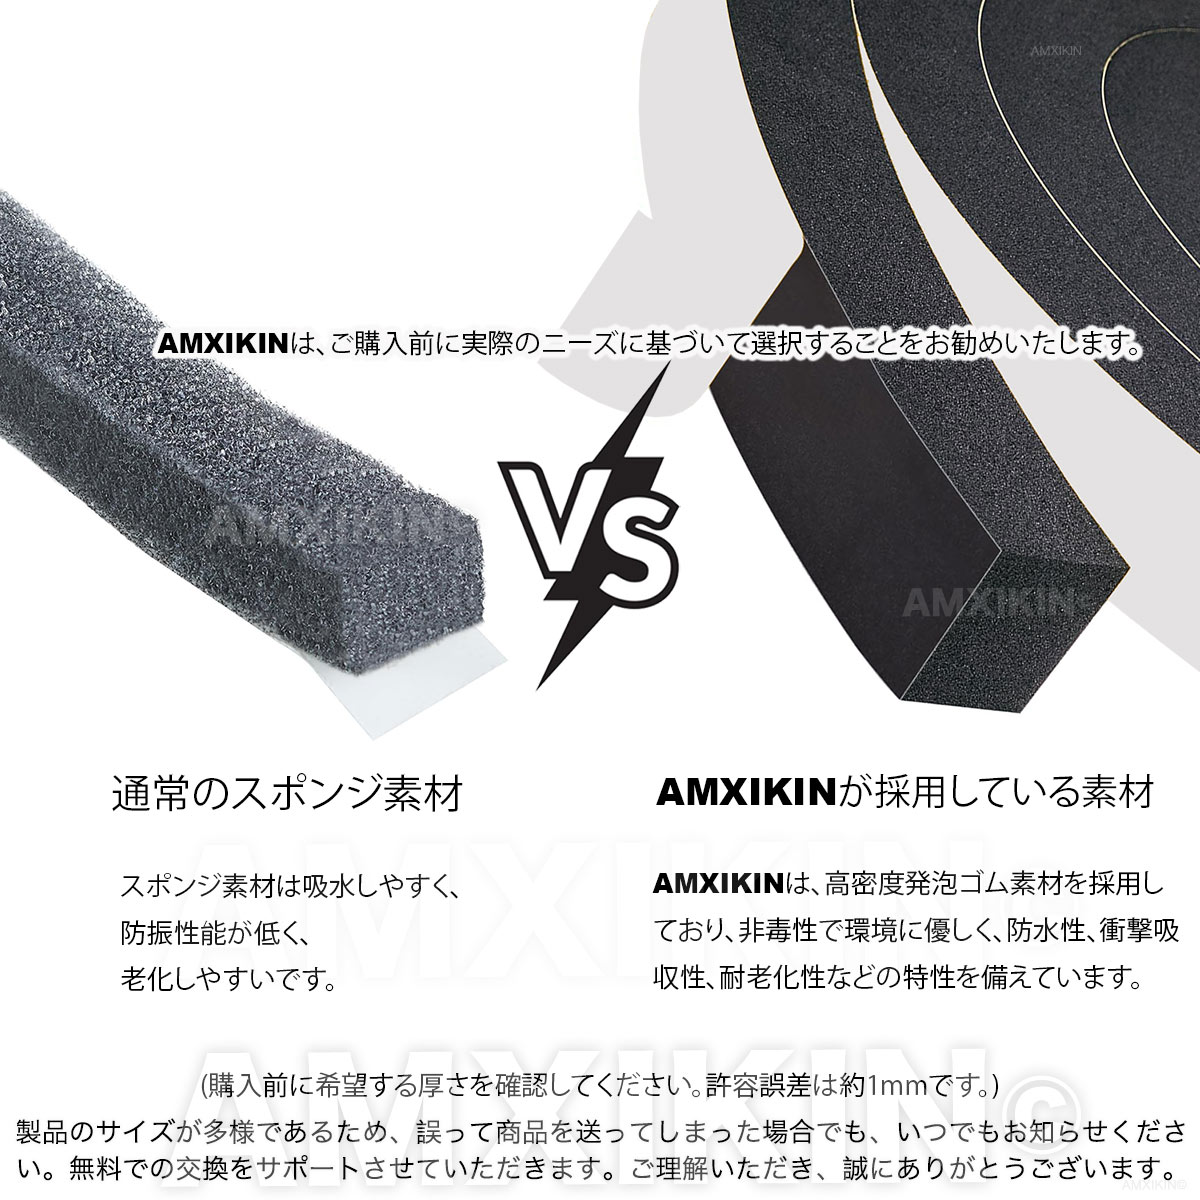 AMXIKIN
AMXIKINは、ご購入前に実際のニーズに基づいて選択することをお勧めいたします。
VS
AMXIKIN©
AMXIKIN©
通常のスポンジ素材
AMXIKINが採用している素材
スポンジ素材は吸水しやすく、
防振性能が低く、
老化しやすいです。
AMXIKINは、高密度発泡ゴム素材を採用し
ており、非毒性で環境に優しく、防水性、衝撃吸
収性、耐老化性などの特性を備えています。
AMXIKIN
AMXIKIN©
(購入前に希望する厚さを確認してください。許容誤差は約1mmです。)
製品のサイズが多様であるため、誤って商品を送ってしまった場合でも、いつでもお知らせくださ
い。無料での交換をサポートさせていただきます。ご理解いただき、誠にありがとうございます。
AMXIKIN©